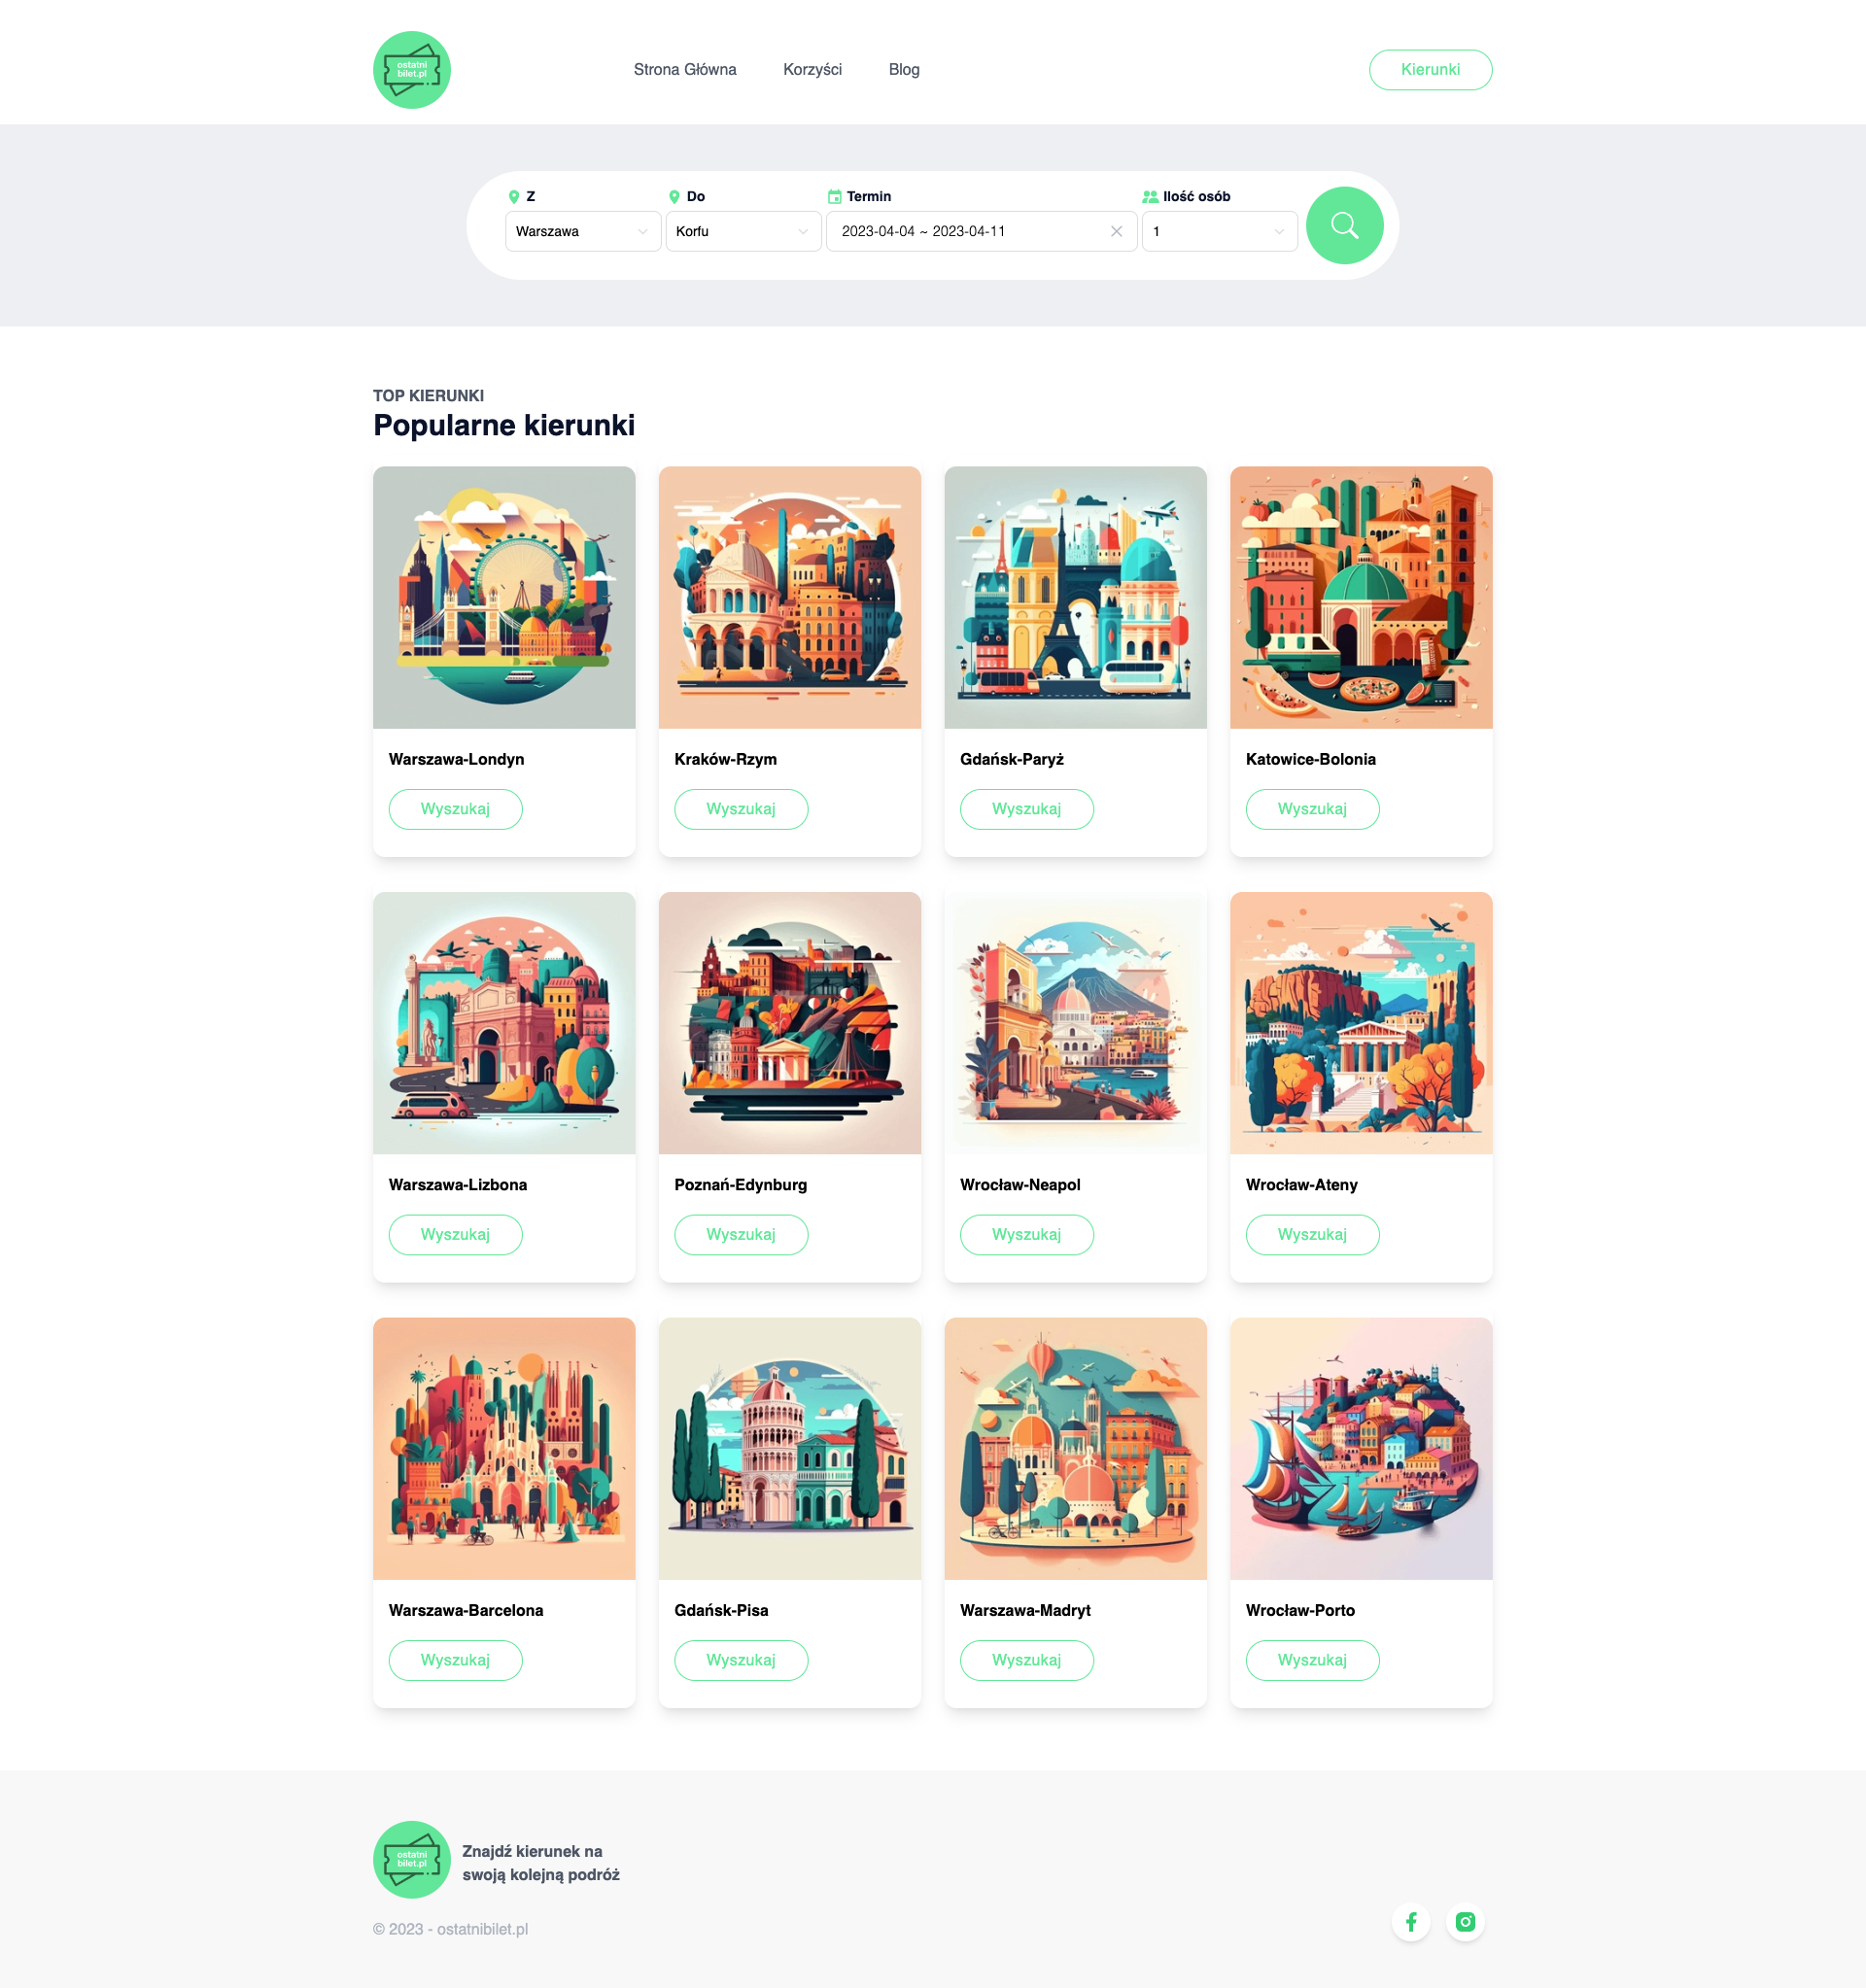 ostatni
bilet.pl
Strona Główna
Korzyści
Blog
Kierunki
Z
Do
Termin
Ilość osób
Warszawa
Korfu
2023-04-04 ~ 2023-04-11
1
TOP KIERUNKI
Popularne kierunki
Warszawa-Londyn
Kraków-Rzym
Gdańsk-Paryż
Katowice-Bolonia
Wyszukaj
Wyszukaj
Wyszukaj
Wyszukaj
Warszawa-Lizbona
Poznań-Edynburg
Wrocław-Neapol
Wrocław-Ateny
Wyszukaj
Wyszukaj
Wyszukaj
Wyszukaj
Warszawa-Barcelona
Gdańsk-Pisa
Warszawa-Madryt
Wrocław-Porto
Wyszukaj
Wyszukaj
Wyszukaj
Wyszukaj
ostatni
bilet.pl
Znajdź kierunek na
swoją kolejną podróż
© 2023 - ostatnibilet.pl